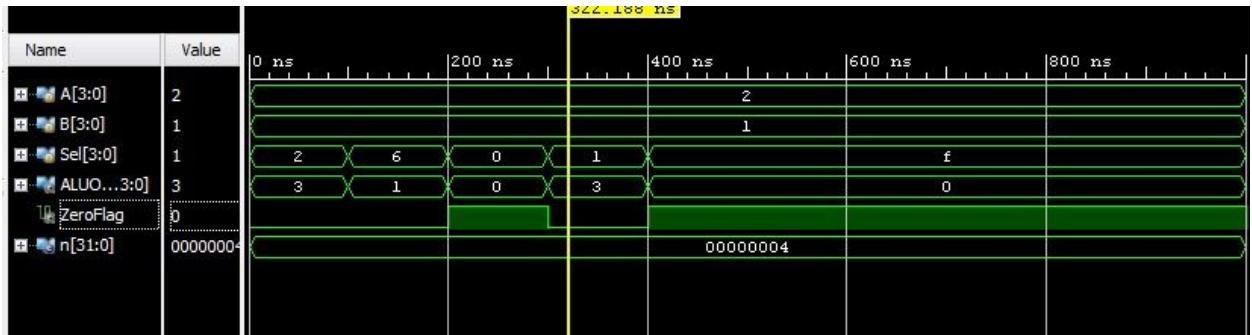 322.188 ns
Name Value 0 ns 200 ns 400 ns 600 ns 800 ns
A[3:0] 2 2
B[3:0] 1 1
Sel[3:0] 1 2 6 0 1 f
ALUO...3:0] 3 3 1 0 3 0
ZeroFlag 0
n[31:0] 00000004 00000004